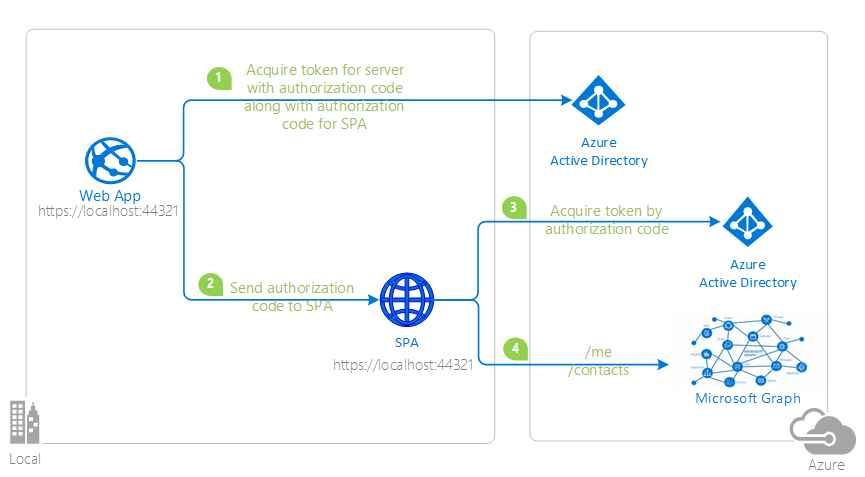 1
Acquire token for server
with authorization code
along with authorization
code for SPA
Azure
Active Directory
Web App
https://localhost:44321
3
Acquire token by
authorization code
Azure
Active Directory
2
Send authorization
code to SPA
SPA
https://localhost:44321
4
/me
/contacts
MICROSOFT
GRAPH
Microsoft Graph
Local
Azure